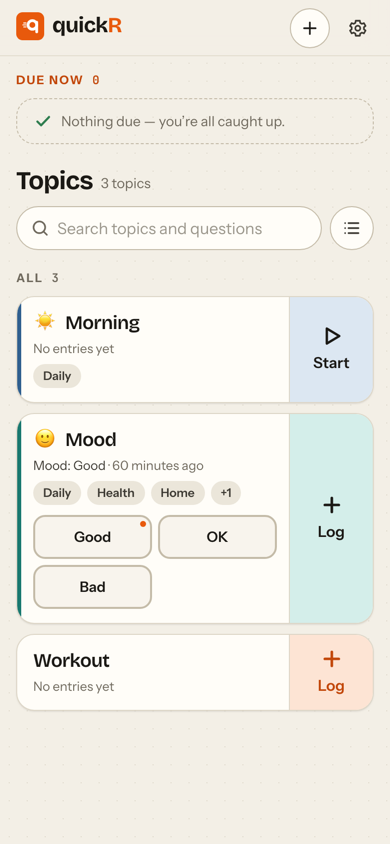 quickR
DUE NOW 0
Nothing due — you’re all caught up.
Topics 3 topics
Search topics and questions
ALL 3
Morning
No entries yet
Daily
Start
Mood
Mood: Good · 60 minutes ago
Daily Health Home +1
Good OK
Bad
Log
Workout
No entries yet
Log